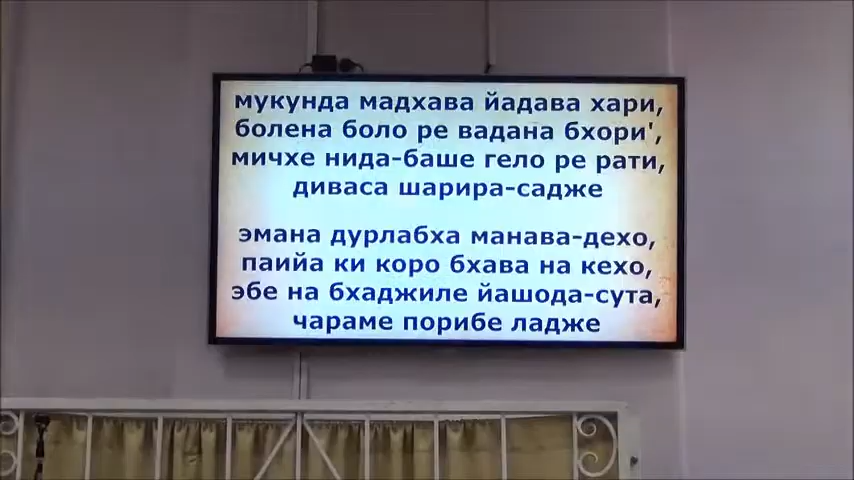 мукунда мадхава йадава хари,
болена боло ре вадана бхори',
мичхе нида-баше гело ре рати,
диваса шарира-садже
эмана дурлабха манава-дехо,
паийа ки коро бхава на кехо,
эбе на бхаджиле йашода-сута,
чараме порибе ладже